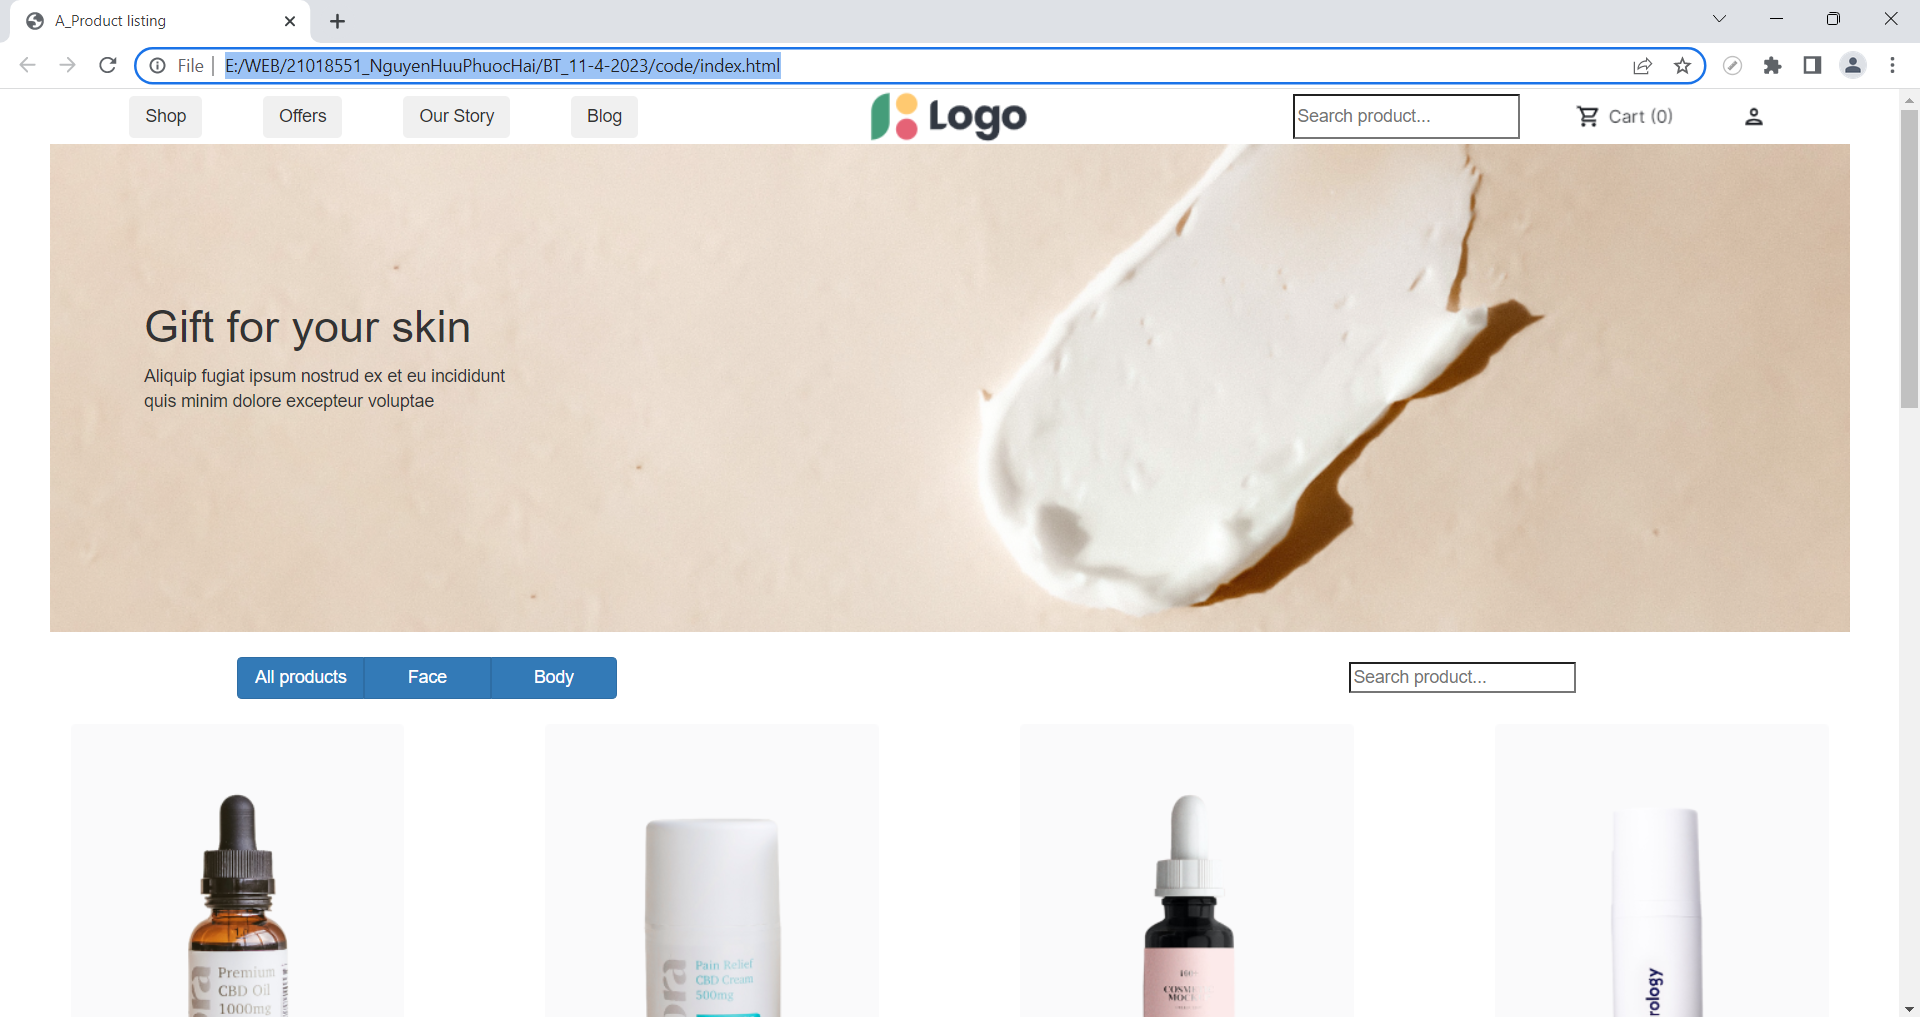 A_Product listing
File E:/WEB/21018551_NguyenHuuPhuocHai/BT_11-4-2023/code/index.html
Shop Offers Our Story Blog Logo Search product... Cart (0)
Gift for your skin
Aliquip fugiat ipsum nostrud ex et eu incididunt
quis minim dolore excepteur voluptae
All products Face Body Search product...
Premium
CBD Oil
1000mg
Pain Relief
CBD Cream
500mg